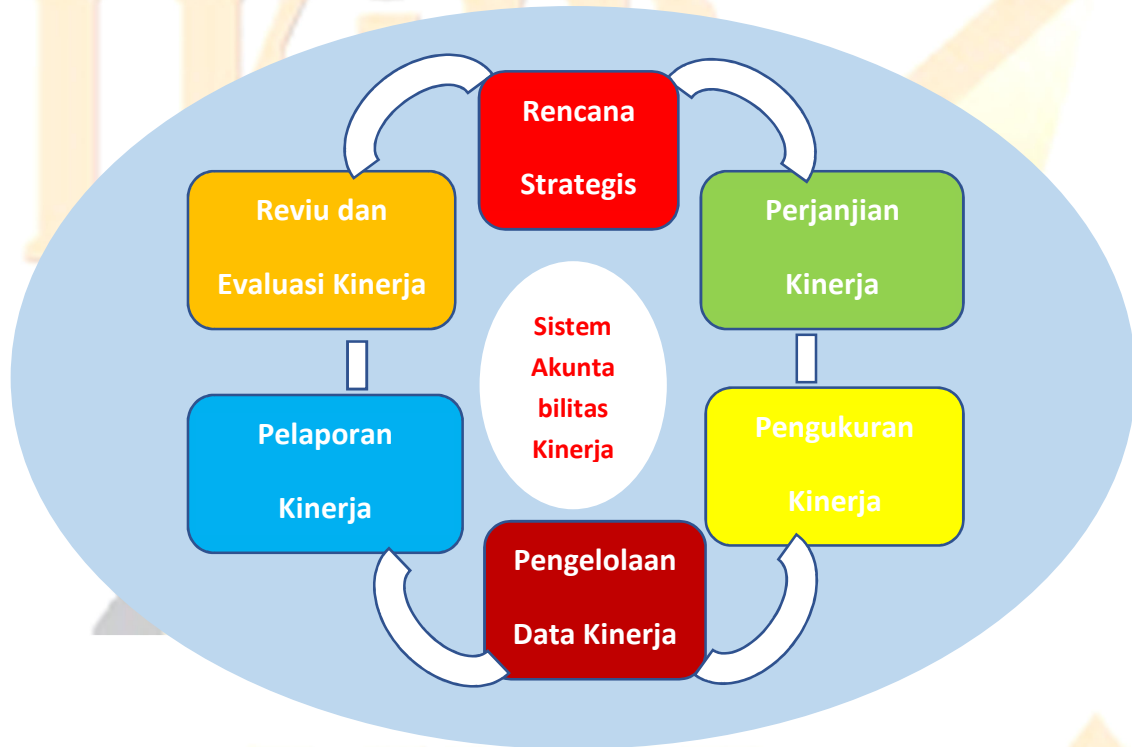 Rencana
Strategis
Perjanjian
Kinerja
Pengukuran
Kinerja
Pengelolaan
Data Kinerja
Pelaporan
Kinerja
Reviu dan
Evaluasi Kinerja
Sistem
Akunta
bilitas
Kinerja